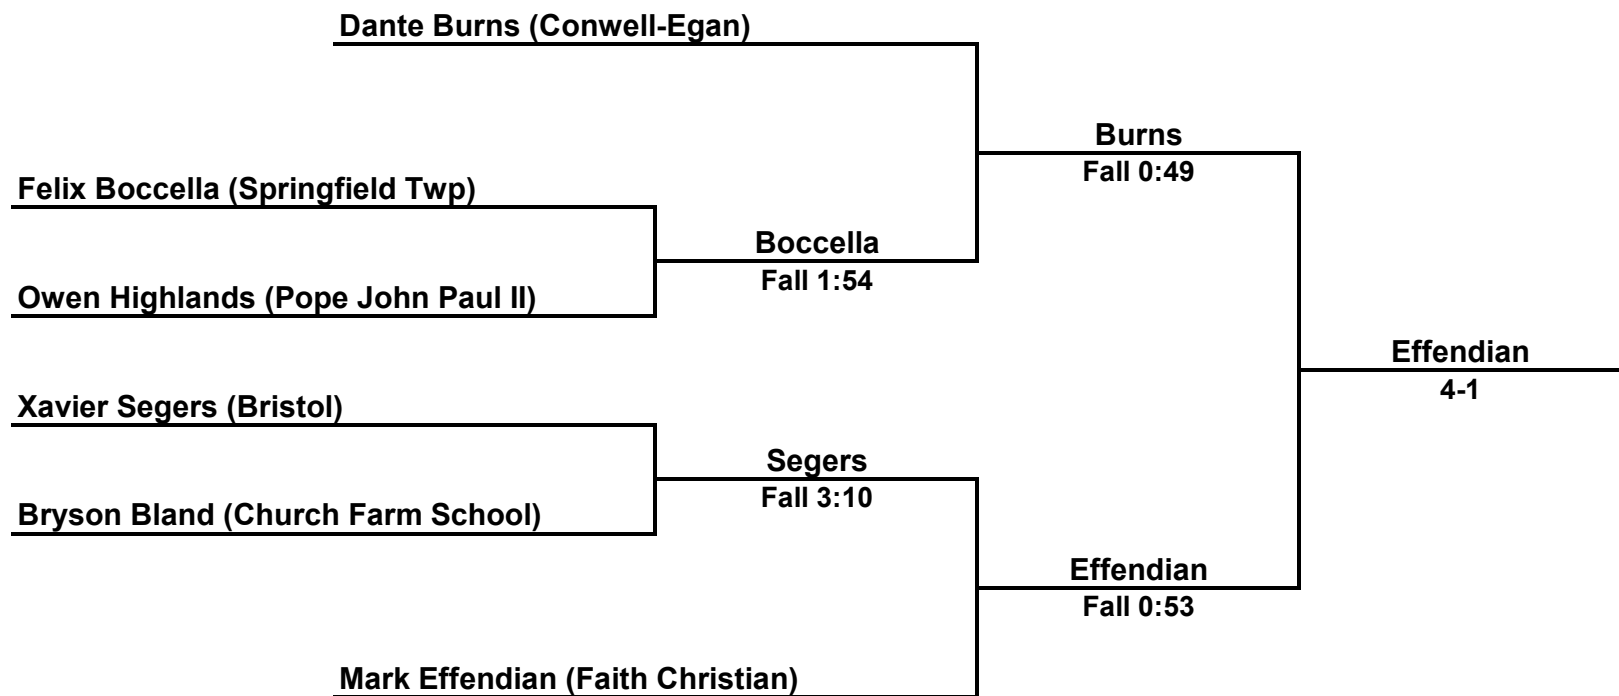 Dante Burns (Conwell-Egan)
Burns
Fall 0:49
Felix Boccella (Springfield Twp)
Boccella
Fall 1:54
Owen Highlands (Pope John Paul II)
Effendian
4-1
Xavier Segers (Bristol)
Segers
Fall 3:10
Bryson Bland (Church Farm School)
Effendian
Fall 0:53
Mark Effendian (Faith Christian)